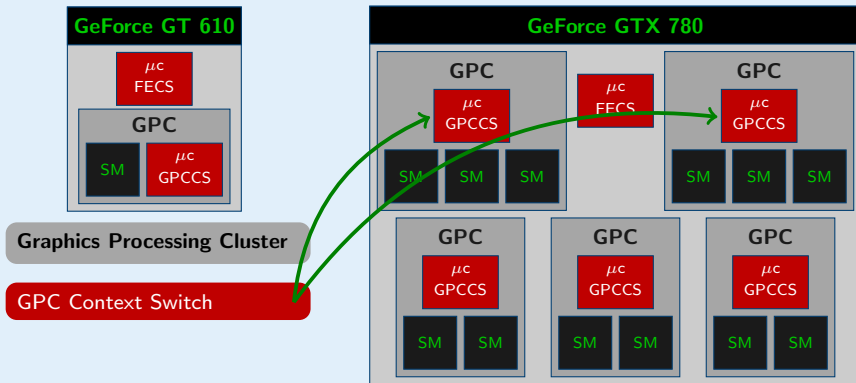 GeForce GT 610
μc
FECS
GPC
SM
μc
GPCCS
Graphics Processing Cluster
GPC Context Switch
GeForce GTX 780
GPC
μc
GPCCS
SM SM SM
μc
FECS
GPC
μc
GPCCS
SM SM SM
GPC
μc
GPCCS
SM SM
GPC
μc
GPCCS
SM SM
GPC
μc
GPCCS
SM SM